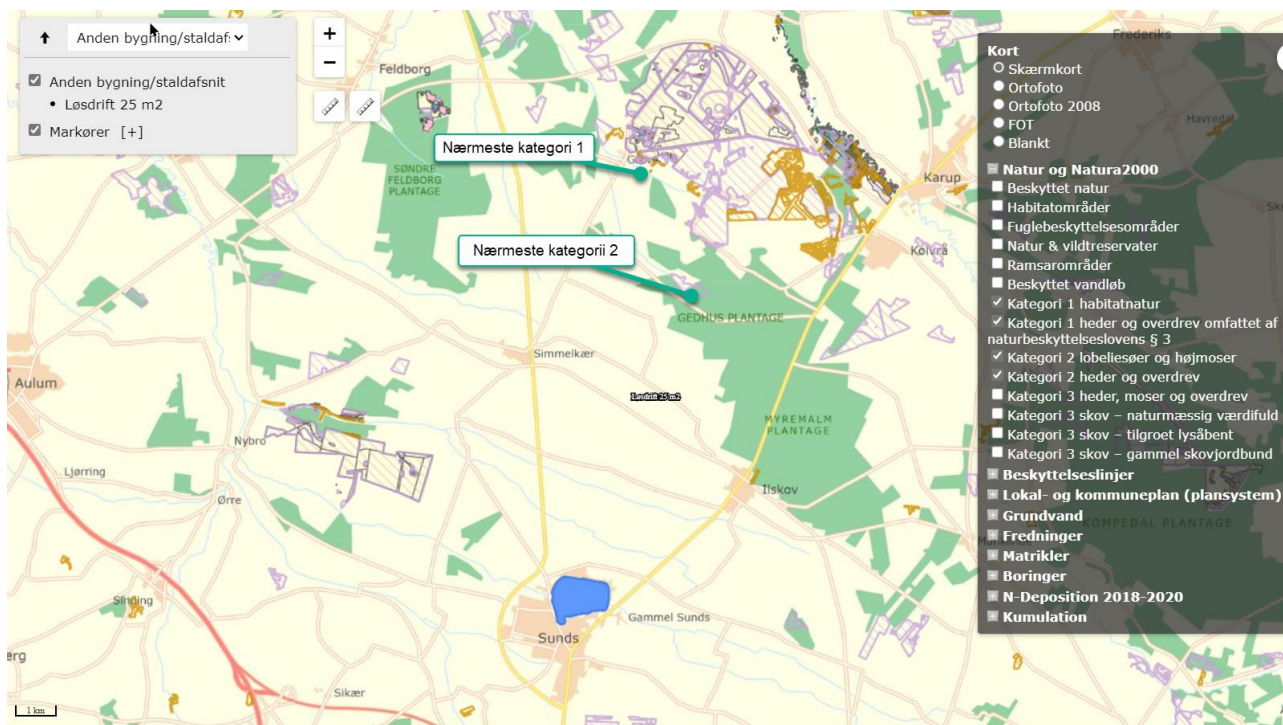 Anden bygning/staldaf:
Anden bygning/staldafsnit
Løsdrift 25 m2
Markører [+]
+
−
Feldborg
Nærmeste kategori 1
SØNDRE
FELDBORG
PLANTAGE
Karup
Kølvrå
Nærmeste kategorii 2
GEDHUS PLANTAGE
Simmelkær
Aulum
Løsdrift 25 m2
MYREMALM
PLANTAGE
Nybro
Ljørring
Ørre
Ilskov
Sinding
Gammel Sunds
Sunds
erg
Sikær
1 km
Frederiks
Havredal
Kort
Skærmkort
Ortofoto
Ortofoto 2008
FOT
Blankt
Natur og Natura2000
Beskyttet natur
Habitatområder
Fuglebeskyttelsesområder
Natur & vildtreservater
Ramsarområder
Beskyttet vandløb
Kategori 1 habitatnatur
Kategori 1 heder og overdrev omfattet af
naturbeskyttelseslovens § 3
Kategori 2 lobeliesøer og højmoser
Kategori 2 heder og overdrev
Kategori 3 heder, moser og overdrev
Kategori 3 skov – naturmæssig værdifuld
Kategori 3 skov – tilgroet lysåbent
Kategori 3 skov – gammel skovjordbund
Beskyttelseslinjer
Lokal- og kommuneplan (plansystem)
Grundvand
KOMPEDAL PLANTAGE
Fredninger
Matrikler
Boringer
N-Deposition 2018-2020
Kumulation